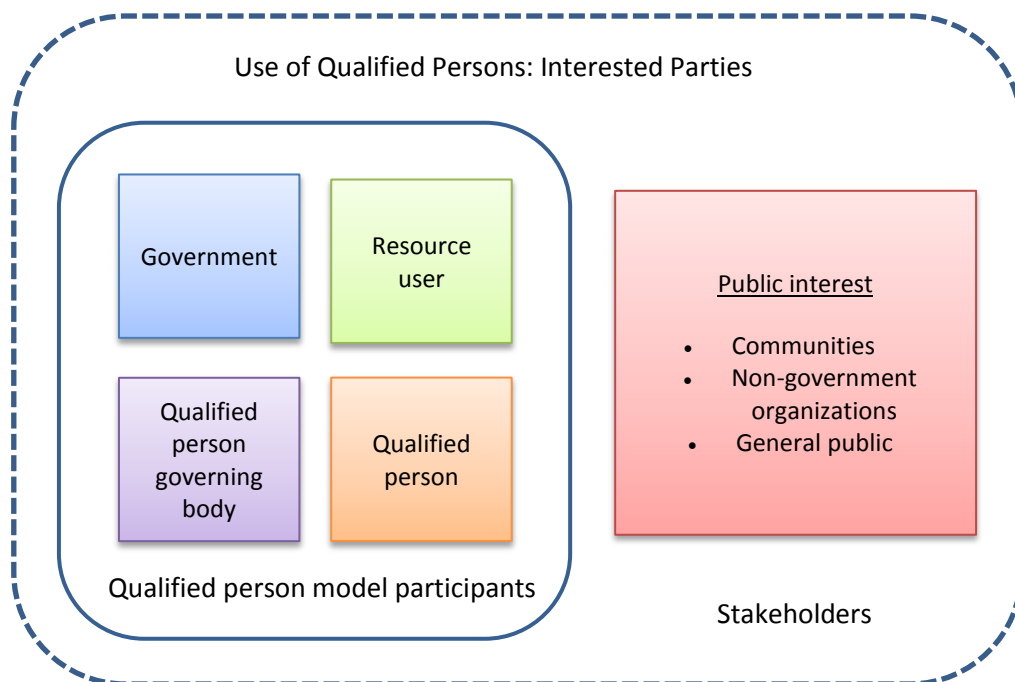 Use of Qualified Persons: Interested Parties
Government
Resource
user
Qualified
person
governing
body
Qualified
person
Qualified person model participants
Public interest
• Communities
• Non-government
organizations
• General public
Stakeholders